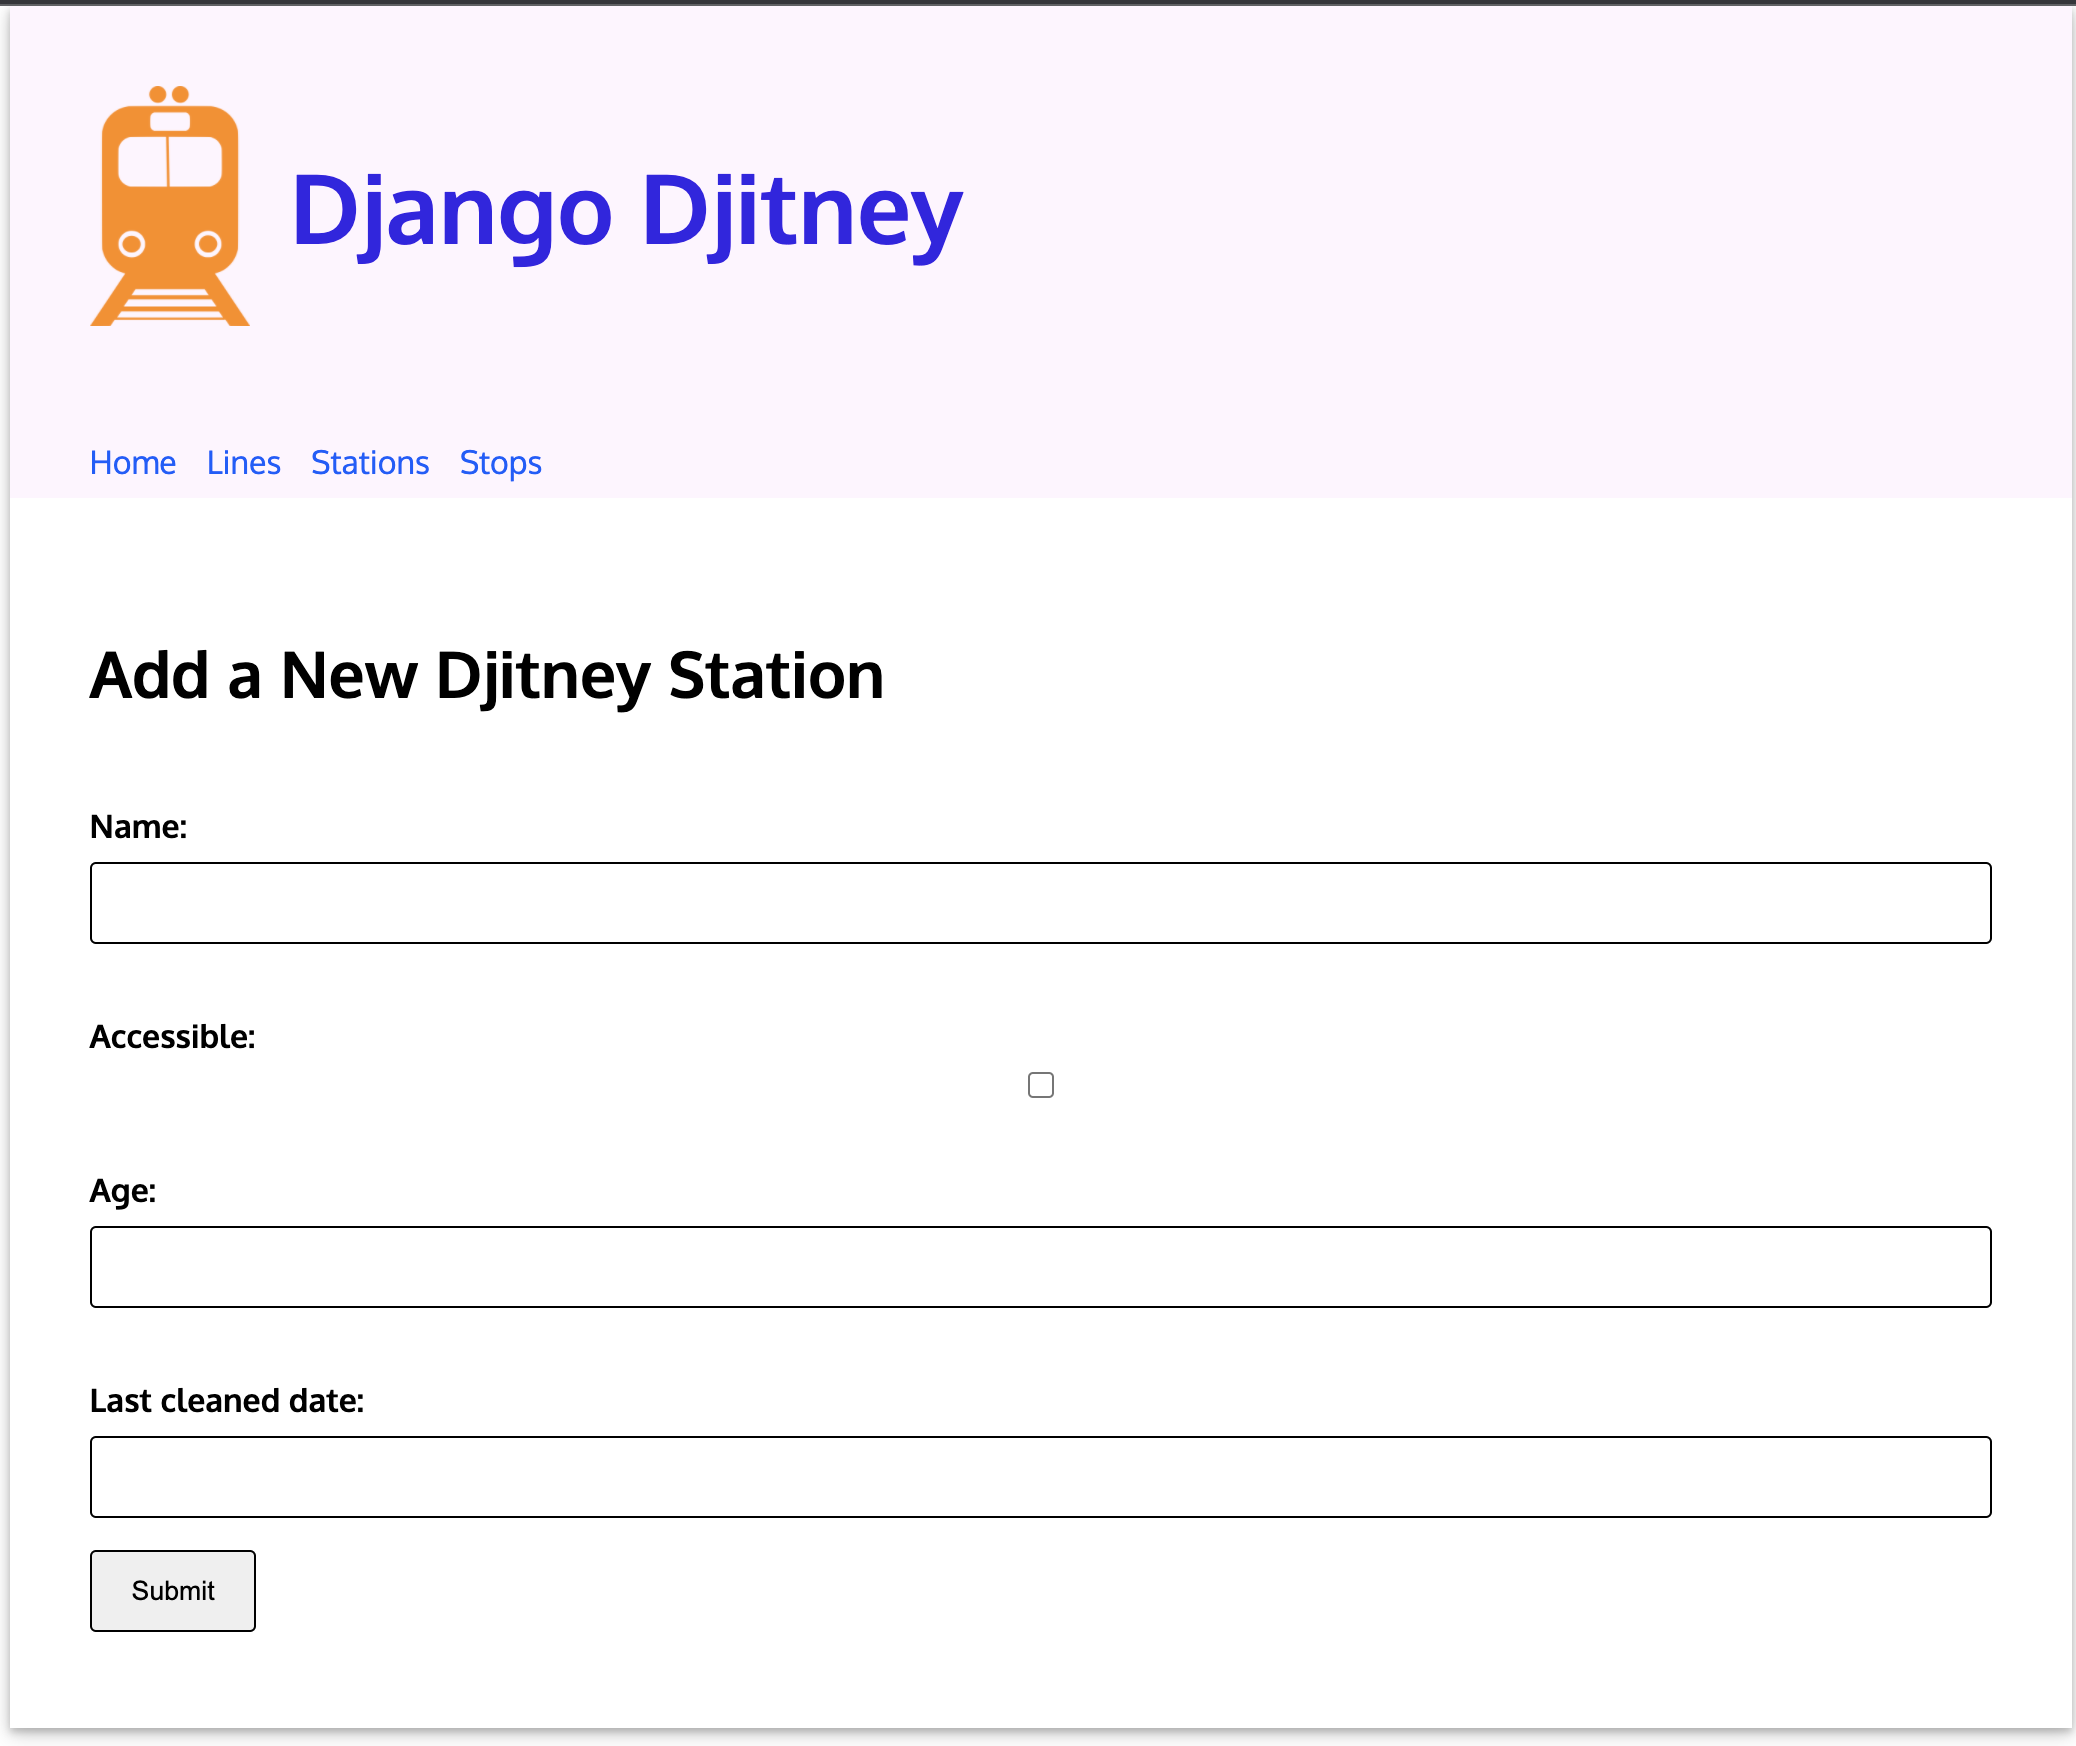 Django Djitney
Home Lines Stations Stops
Add a New Djitney Station
Name:
Accessible:
Age:
Last cleaned date:
Submit